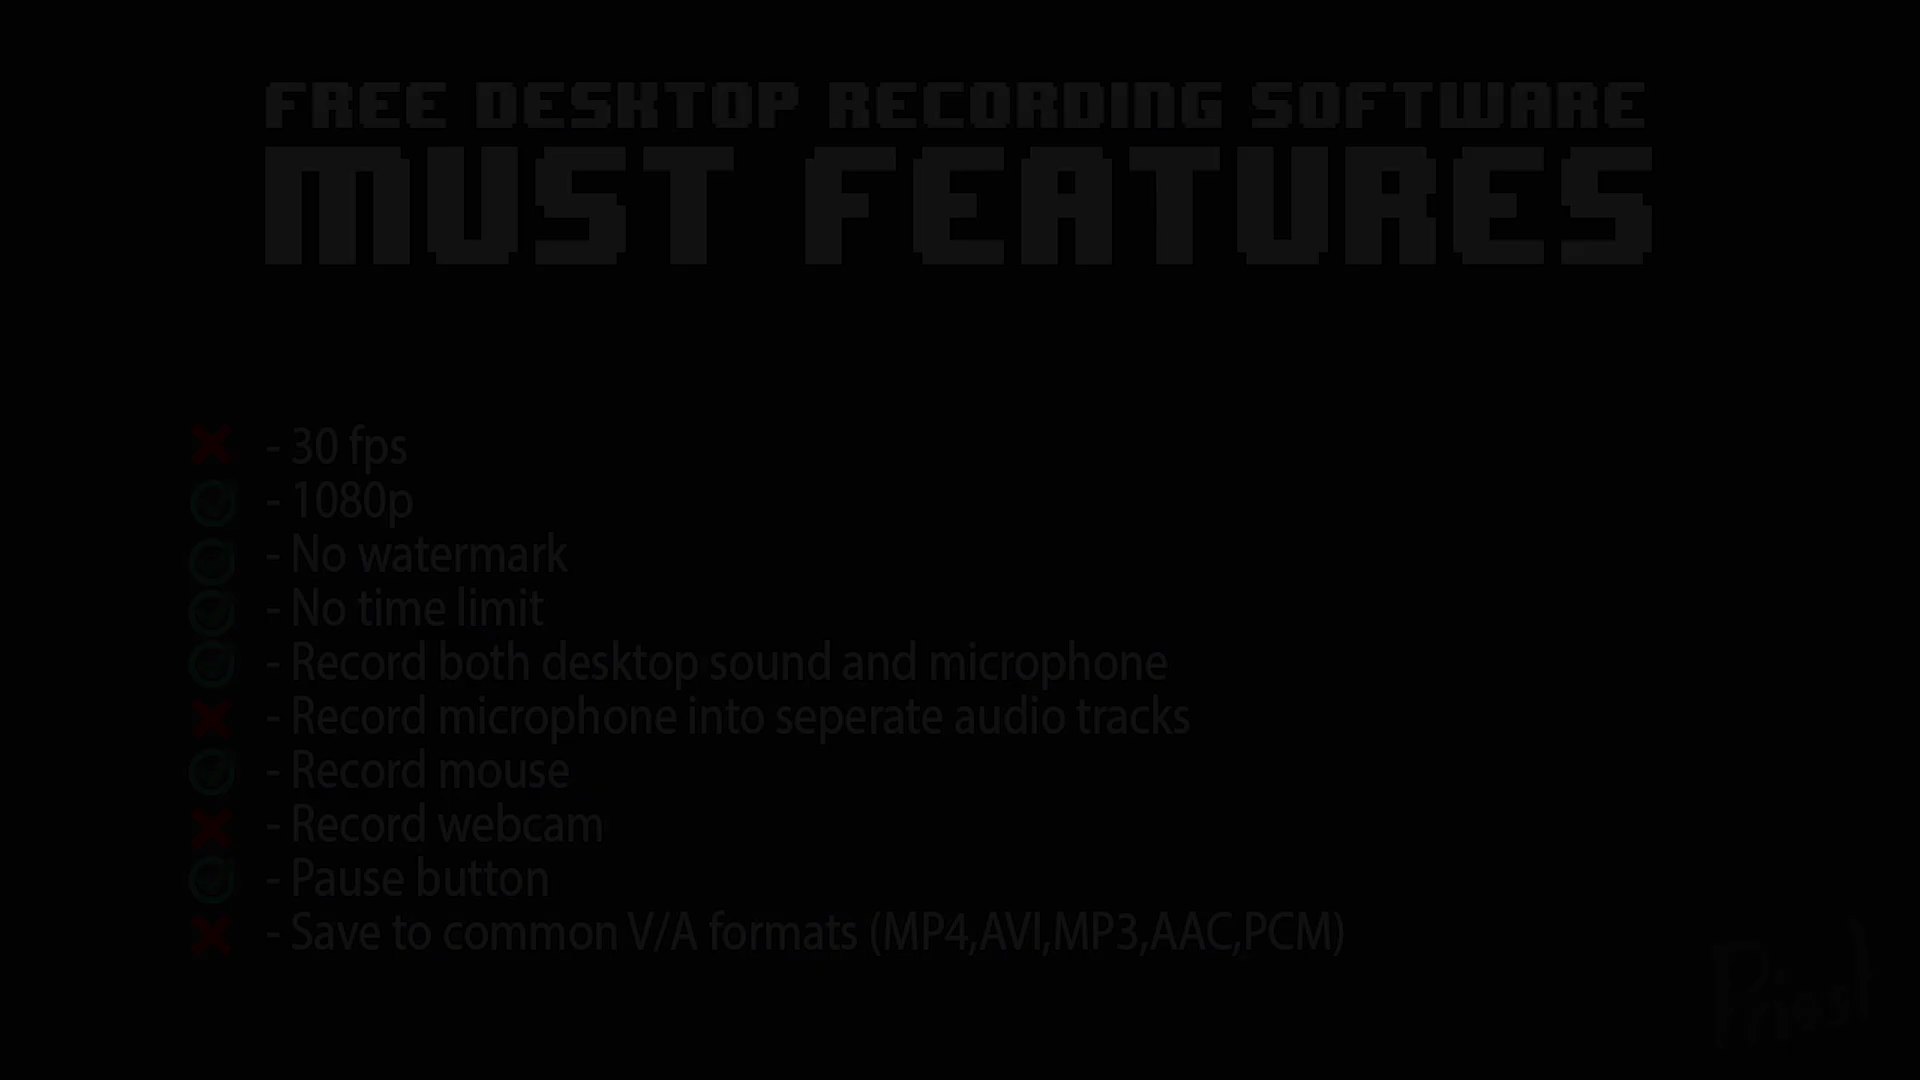 FREE DESKTOP RECORDING SOFTWARE
MUST FEATURES
- 30 fps
- 1080p
- No watermark
- No time limit
- Record both desktop sound and microphone
- Record microphone into seperate audio tracks
- Record mouse
- Record webcam
- Pause button
- Save to common V/A formats (MP4,AVI,MP3,AAC,PCM)
Priost